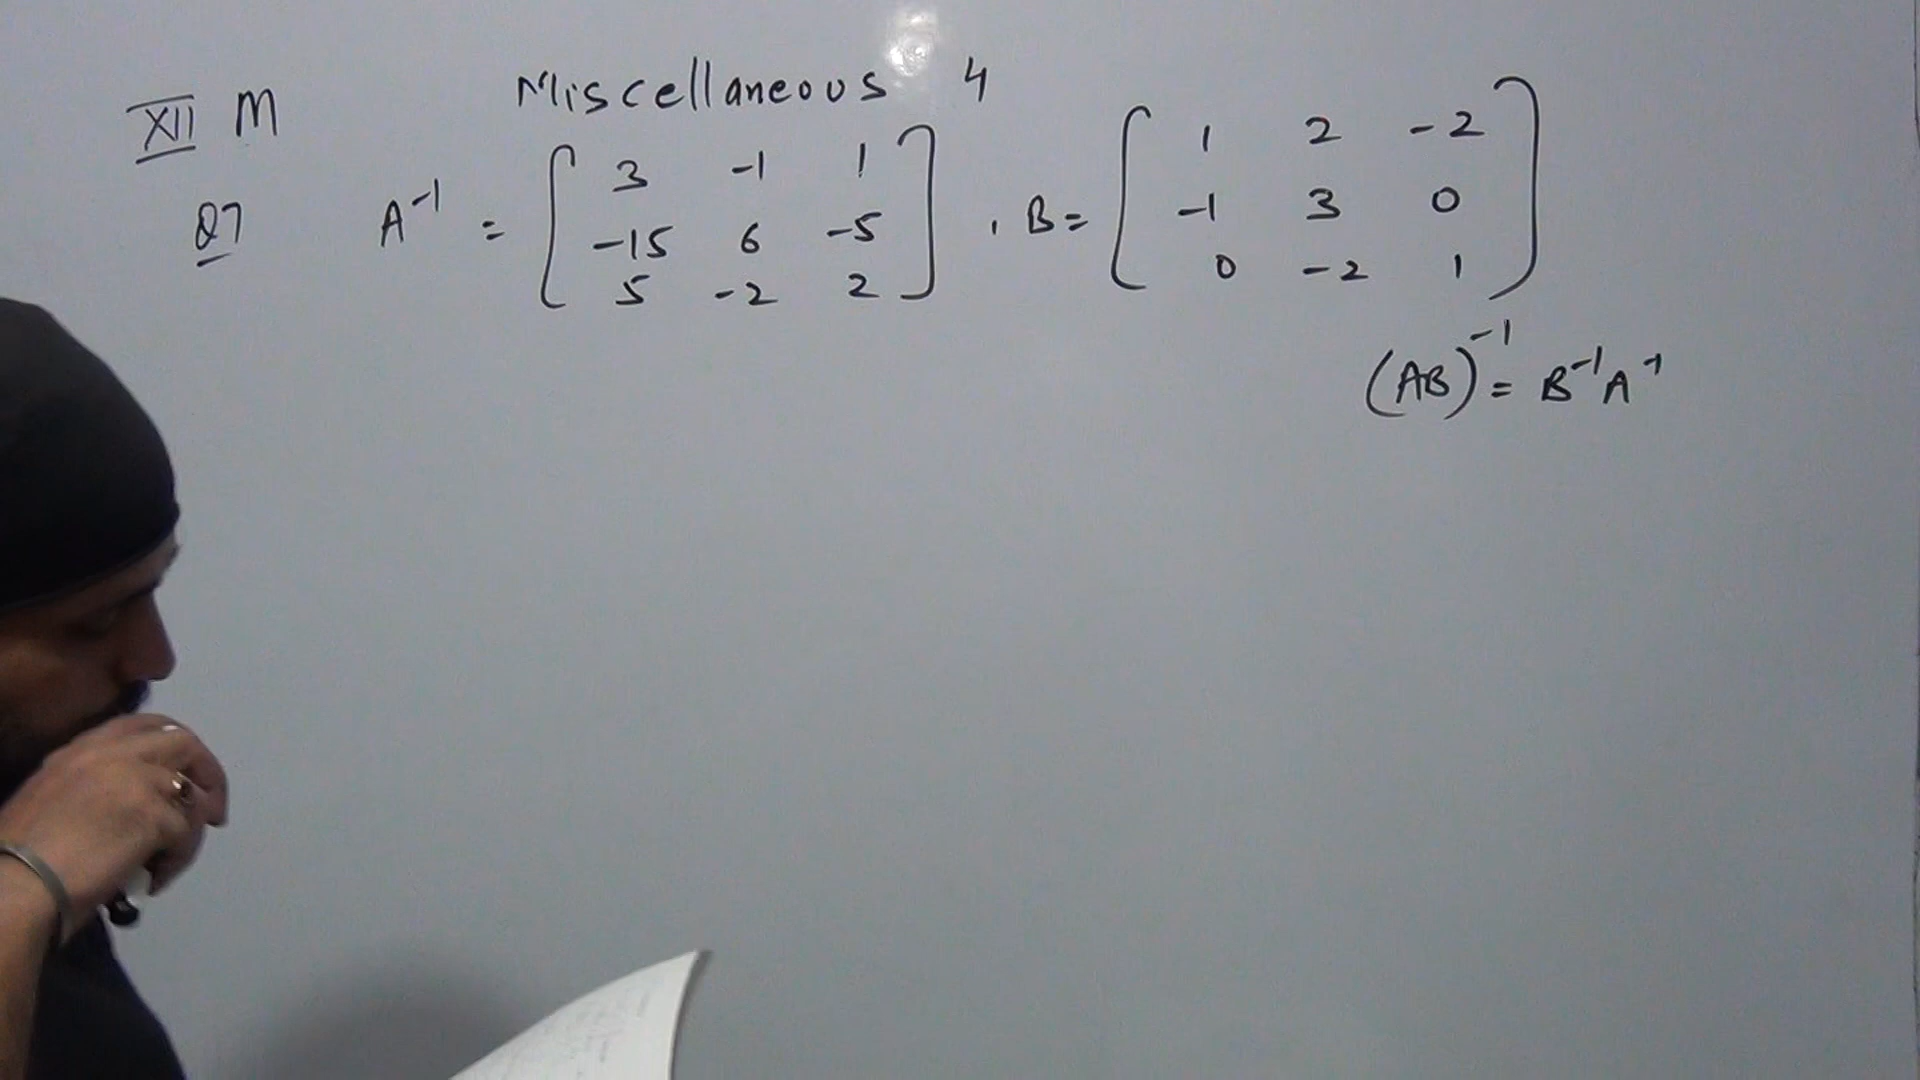 XII M Miscellaneous 4
Q7 A⁻¹ = [ 3 -1 1 ] , B = [ 1 2 -2 ]
[ -15 6 -5 ] [ -1 3 0 ]
[ 5 -2 2 ] [ 0 -2 1 ]
(AB)⁻¹ = B⁻¹A⁻¹